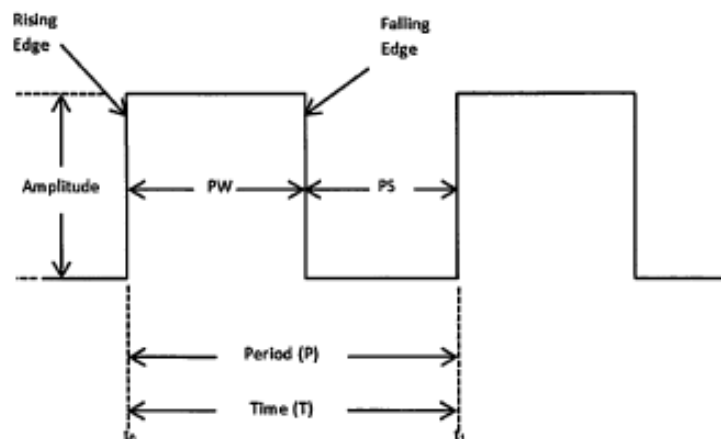 Rising
Edge
Falling
Edge
Amplitude
PW
PS
Period (P)
Time (T)